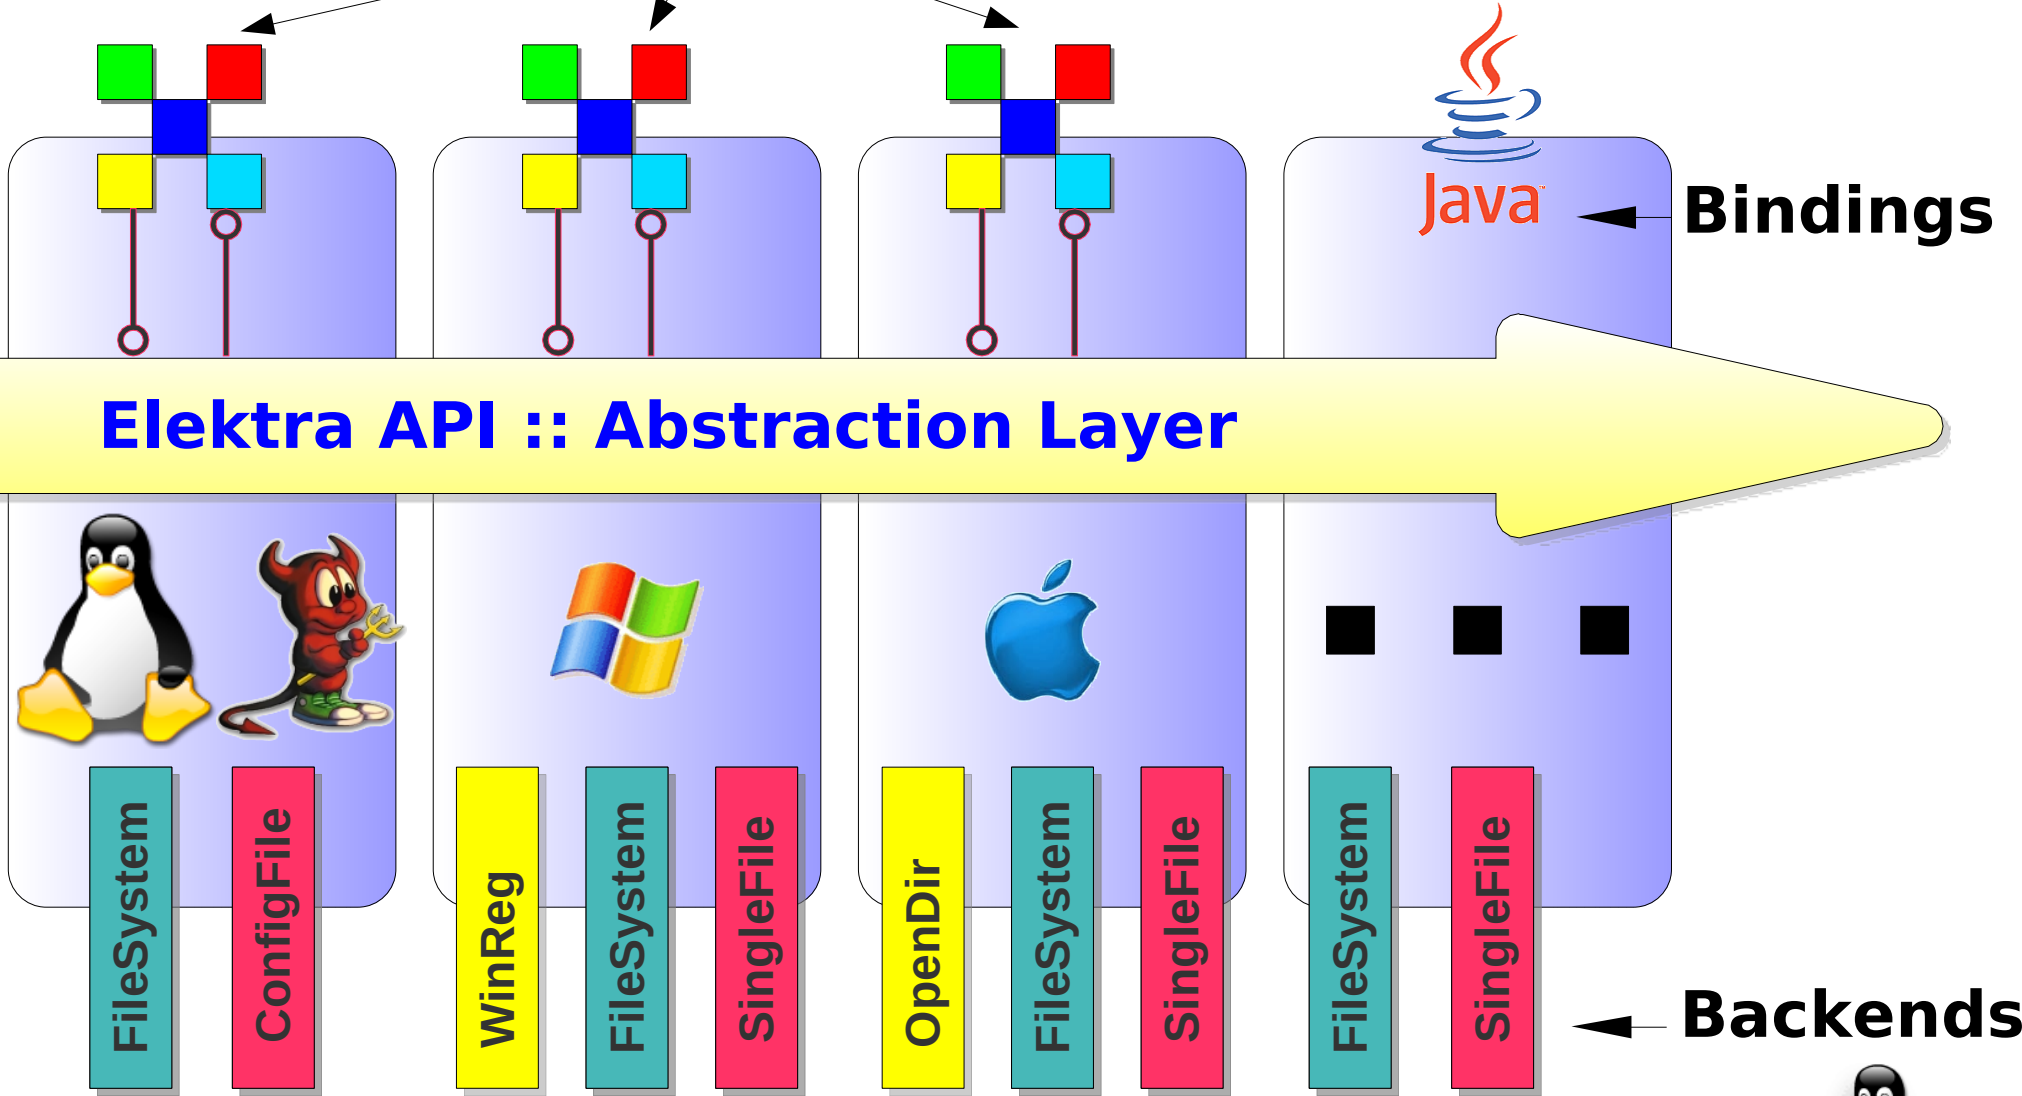 Java
Bindings
Elektra API :: Abstraction Layer
FileSystem
ConfigFile
WinReg
FileSystem
SingleFile
OpenDir
FileSystem
SingleFile
FileSystem
SingleFile
Backends